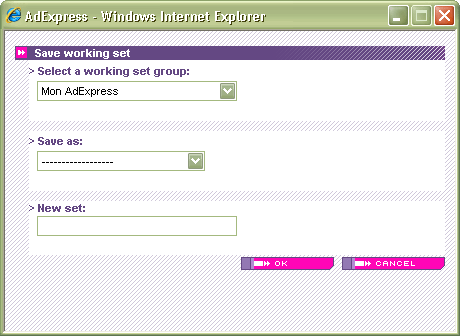 AdExpress - Windows Internet Explorer
Save working set
> Select a working set group:
Mon AdExpress
> Save as:
------------------
> New set:
OK CANCEL